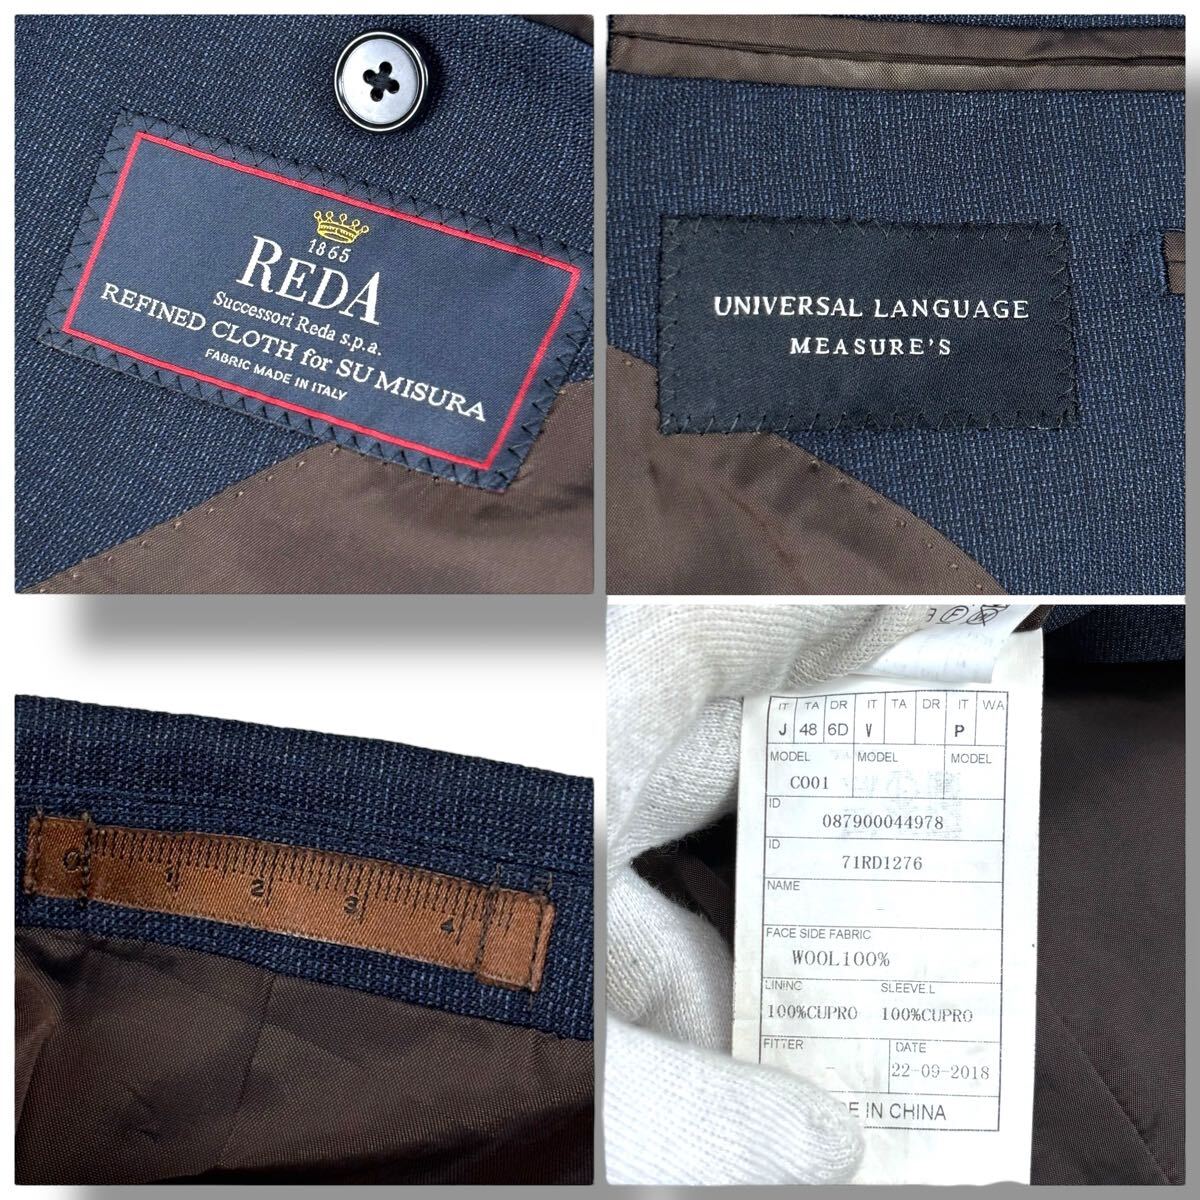 1865
REDA
Successori Reda s.p.a.
REFINED CLOTH for SU MISURA
FABRIC MADE IN ITALY
UNIVERSAL LANGUAGE
MEASURE'S
0 1 2 3 4
IT TA DR IT TA DR IT WA
J 48 6D V P
MODEL MODEL MODEL
C001
ID
087900044978
ID
71RD1276
NAME
-
FACE SIDE FABRIC
WOOL100%
LINING SLEEVE L
100%CUPRO 100%CUPRO
FITTER DATE
- 22-09-2018
E IN CHINA